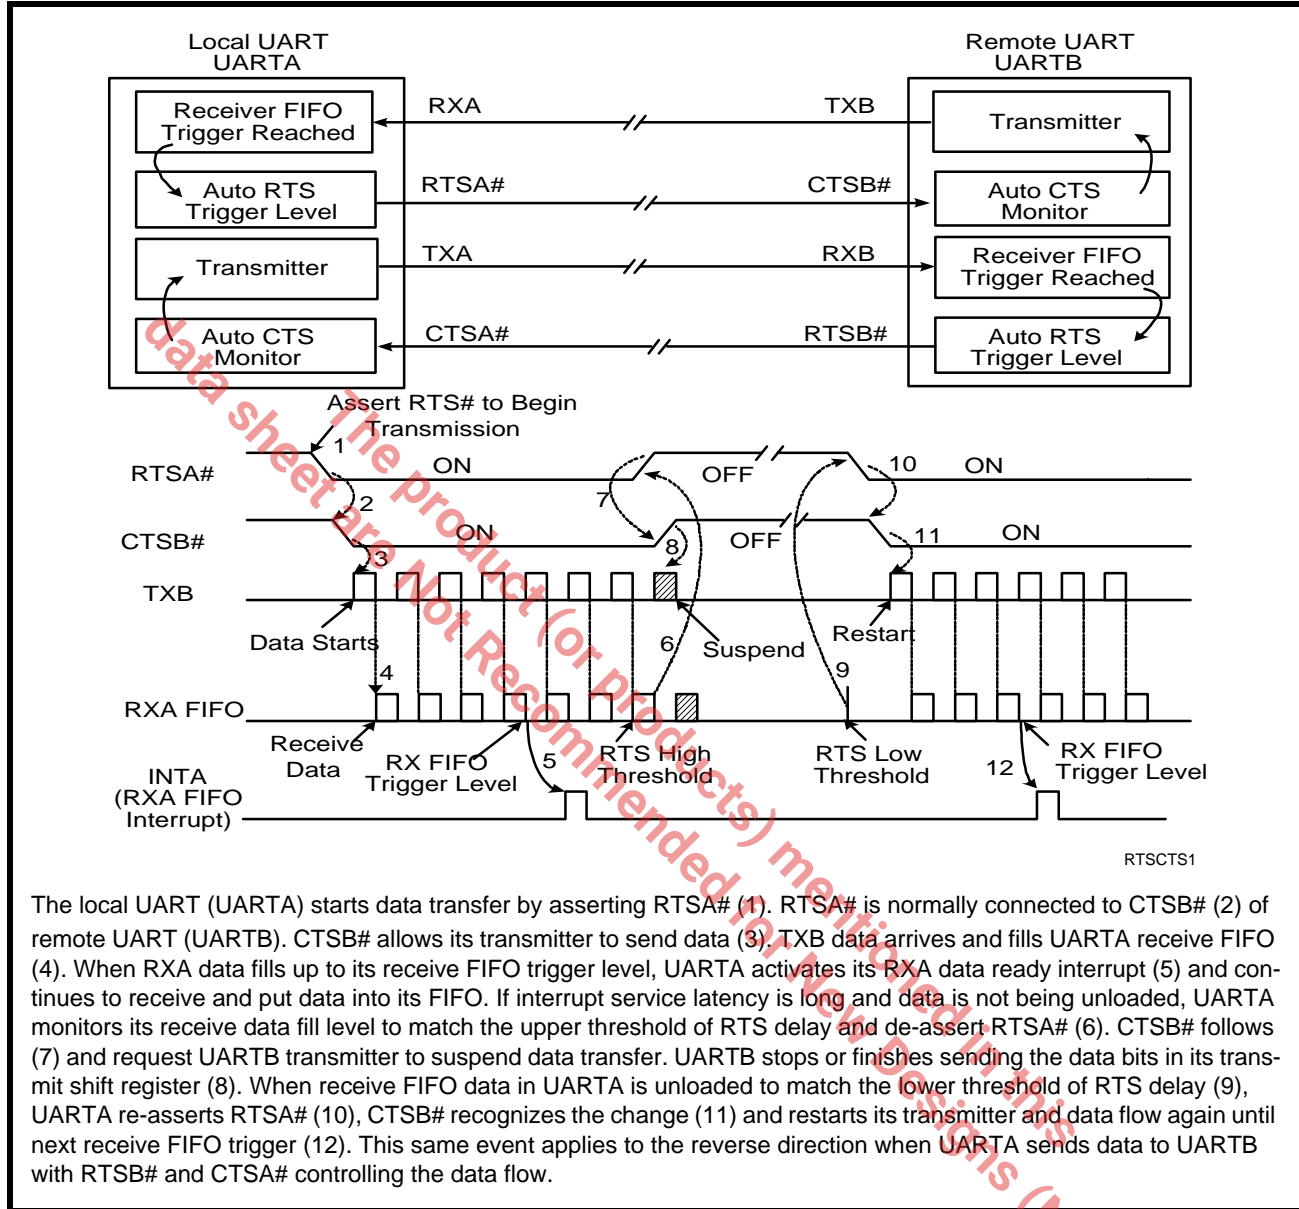 Local UART
UARTA
Remote UART
UARTB
Receiver FIFO
Trigger Reached
RXA
TXB
Transmitter
Auto RTS
Trigger Level
RTSA#
CTSB#
Auto CTS
Monitor
Transmitter
TXA
RXB
Receiver FIFO
Trigger Reached
Auto CTS
Monitor
CTSA#
RTSB#
Auto RTS
Trigger Level
Assert RTS# to Begin
Transmission
1
RTSA#
ON
OFF
10
ON
2
7
CTSB#
ON
OFF
11
ON
3
8
TXB
Data Starts
6
Suspend
Restart
4
9
RXA FIFO
Receive
Data
RX FIFO
Trigger Level
5
RTS High
Threshold
RTS Low
Threshold
12
RX FIFO
Trigger Level
INTA
(RXA FIFO
Interrupt)
RTSCTS1
The local UART (UARTA) starts data transfer by asserting RTSA# (1). RTSA# is normally connected to CTSB# (2) of
remote UART (UARTB). CTSB# allows its transmitter to send data (3). TXB data arrives and fills UARTA receive FIFO
(4). When RXA data fills up to its receive FIFO trigger level, UARTA activates its RXA data ready interrupt (5) and con-
tinues to receive and put data into its FIFO. If interrupt service latency is long and data is not being unloaded, UARTA
monitors its receive data fill level to match the upper threshold of RTS delay and de-assert RTSA# (6). CTSB# follows
(7) and request UARTB transmitter to suspend data transfer. UARTB stops or finishes sending the data bits in its trans-
mit shift register (8). When receive FIFO data in UARTA is unloaded to match the lower threshold of RTS delay (9),
UARTA re-asserts RTSA# (10), CTSB# recognizes the change (11) and restarts its transmitter and data flow again until
next receive FIFO trigger (12). This same event applies to the reverse direction when UARTA sends data to UARTB
with RTSB# and CTSA# controlling the data flow.
The product (or products) mentioned in this
data sheet are Not Recommended for New Designs (